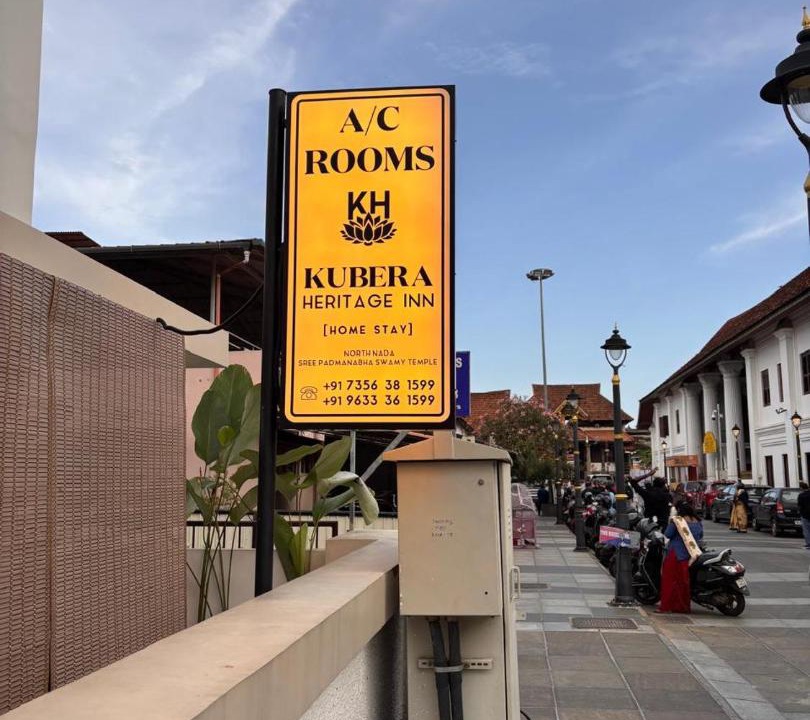 A/C
ROOMS
KH
KUBERA
HERITAGE INN
[HOME STAY]
NORTH NADA
SREE PADMANABHA SWAMY TEMPLE
+91 7356 38 1599
+91 9633 36 1599